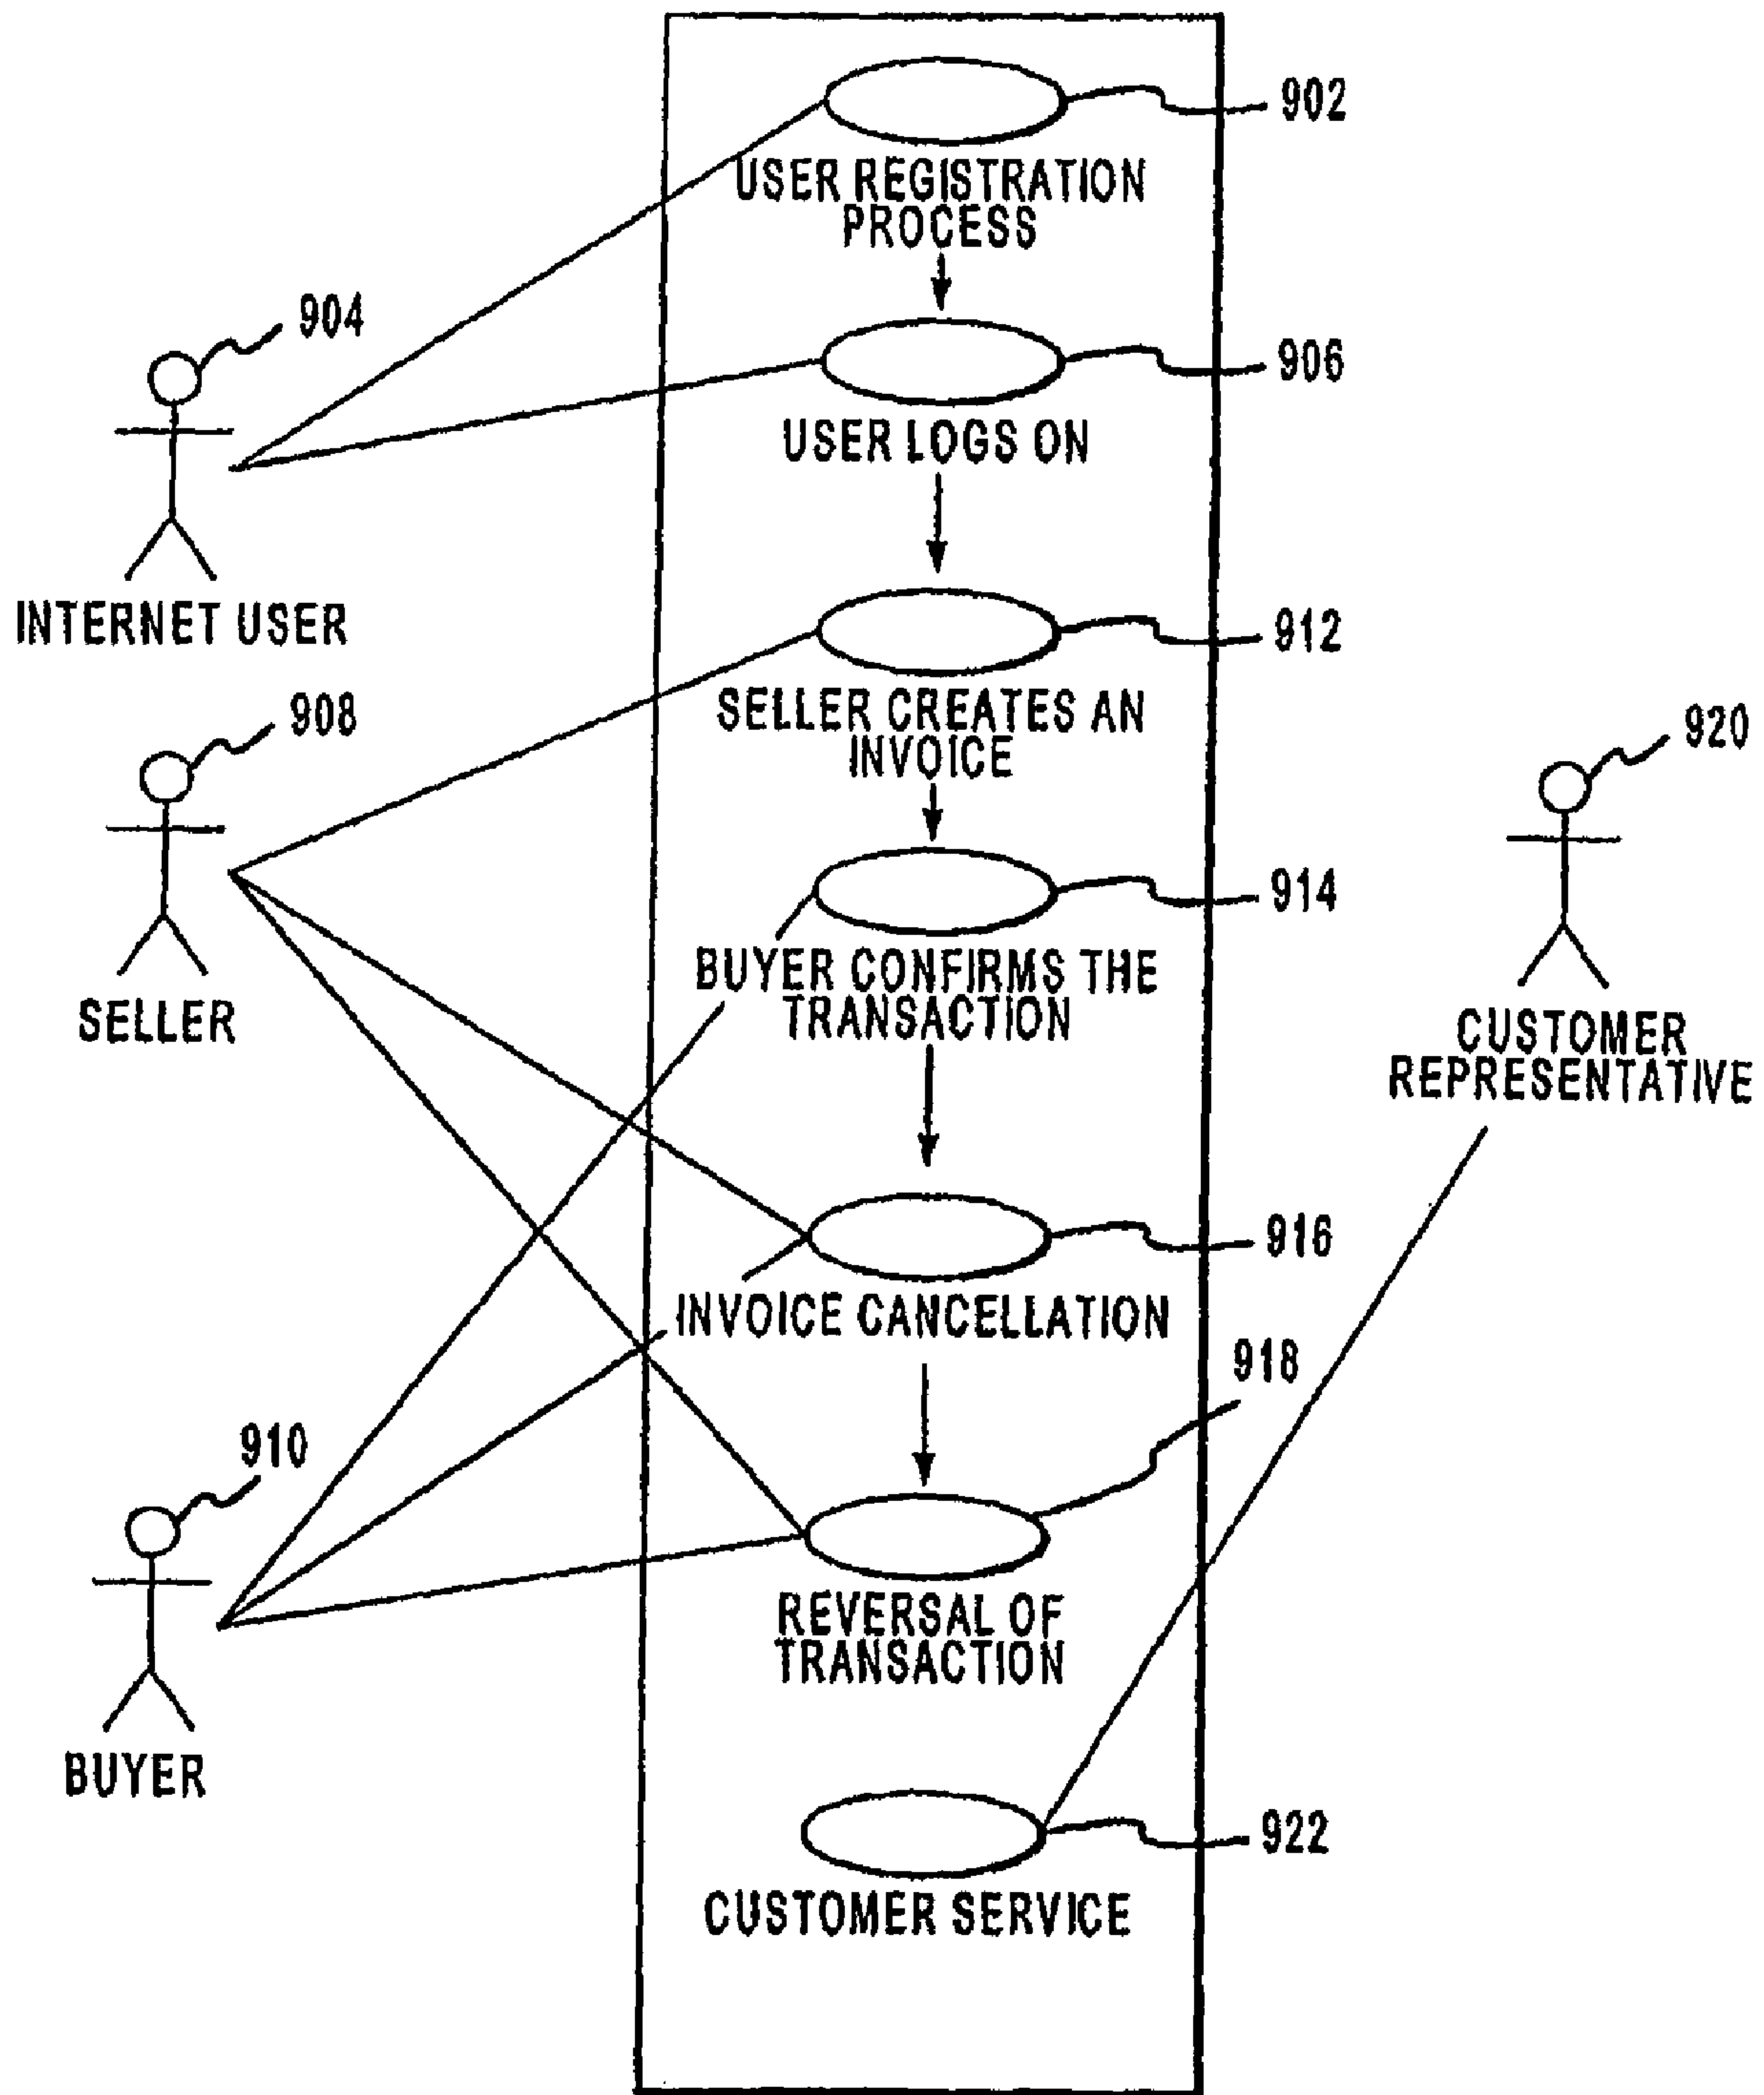 902
USER REGISTRATION
PROCESS
904
906
USER LOGS ON
INTERNET USER
912
SELLER CREATES AN
INVOICE
908
920
914
BUYER CONFIRMS THE
TRANSACTION
SELLER
CUSTOMER
REPRESENTATIVE
916
INVOICE CANCELLATION
918
910
REVERSAL OF
TRANSACTION
BUYER
922
CUSTOMER SERVICE